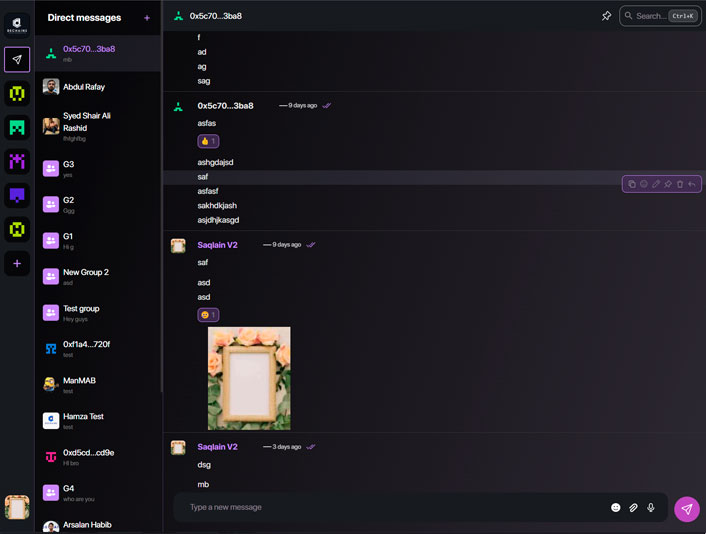 DECHAINS
Direct messages +
0x5c70...3ba8
mb
Abdul Rafay
Syed Shair Ali
Rashid
fhfghfbg
G3
yes
G2
Ggg
G1
Hi g
New Group 2
asd
Test group
Hey guys
0xf1a4...720f
test
ManMAB
test
Hamza Test
test
0xd5cd...cd9e
HI bro
G4
who are you
Arsalan Habib
0x5c70...3ba8
Search... Ctrl+K
f
ad
ag
sag
0x5c70...3ba8 — 9 days ago
asfas
1
ashgdajsd
saf
asfasf
sakhdkjash
asjdhjkasgd
Saqlain V2 — 9 days ago
saf
asd
asd
1
Saqlain V2 — 3 days ago
dsg
mb
Type a new message